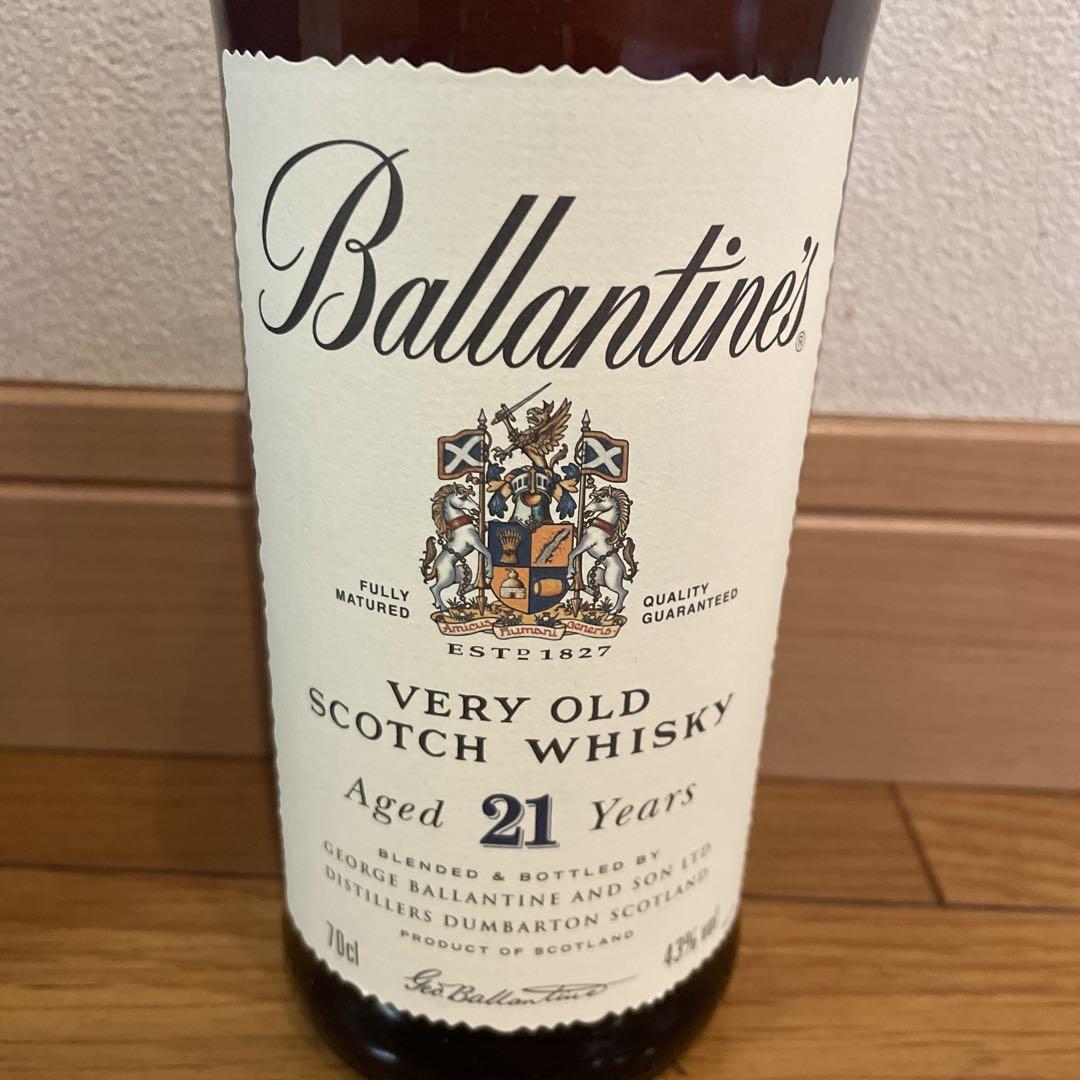 Ballantine's®
FULLY
MATURED
QUALITY
GUARANTEED
Amicus Humani Generis
ESTD 1827
VERY OLD
SCOTCH WHISKY
Aged 21 Years
BLENDED & BOTTLED BY
GEORGE BALLANTINE AND SON LTD
DISTILLERS DUMBARTON SCOTLAND
PRODUCT OF SCOTLAND
70cl
43% vol
Geo. Ballantine